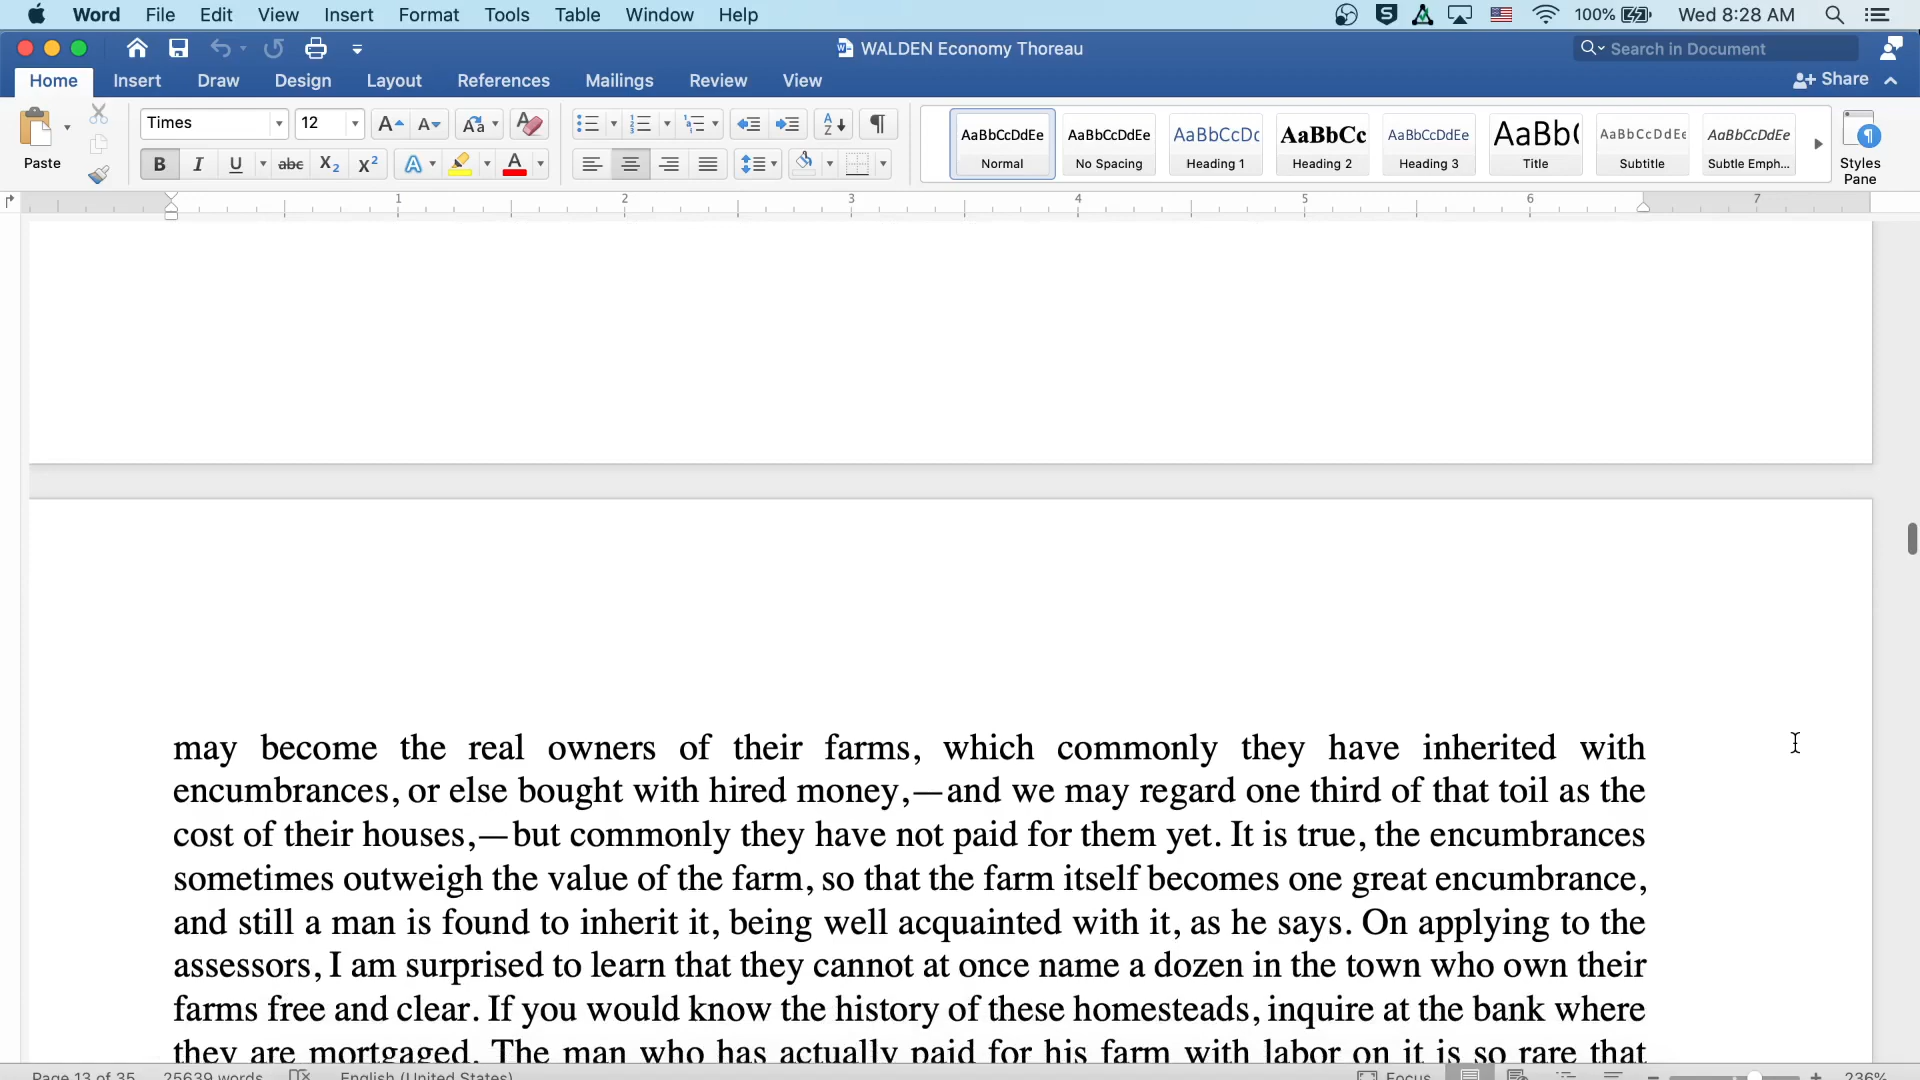 Word File Edit View Insert Format Tools Table Window Help 100% Wed 8:28 AM
WALDEN Economy Thoreau Search in Document
Home Insert Draw Design Layout References Mailings Review View Share
Paste
Times 12
B I U abc X2 X2 A A
AaBbCcDdEe AaBbCcDdEe AaBbCcDc AaBbCc AaBbCcDdEe AaBb( AaBbCcDdEe AaBbCcDdEe
Normal No Spacing Heading 1 Heading 2 Heading 3 Title Subtitle Subtle Emph...
Styles
Pane
1 2 3 4 5 6 7
may become the real owners of their farms, which commonly they have inherited with
encumbrances, or else bought with hired money,—and we may regard one third of that toil as the
cost of their houses,—but commonly they have not paid for them yet. It is true, the encumbrances
sometimes outweigh the value of the farm, so that the farm itself becomes one great encumbrance,
and still a man is found to inherit it, being well acquainted with it, as he says. On applying to the
assessors, I am surprised to learn that they cannot at once name a dozen in the town who own their
farms free and clear. If you would know the history of these homesteads, inquire at the bank where
they are mortgaged. The man who has actually paid for his farm with labor on it is so rare that
Page 13 of 35 25639 words English (United States) Focus 236%